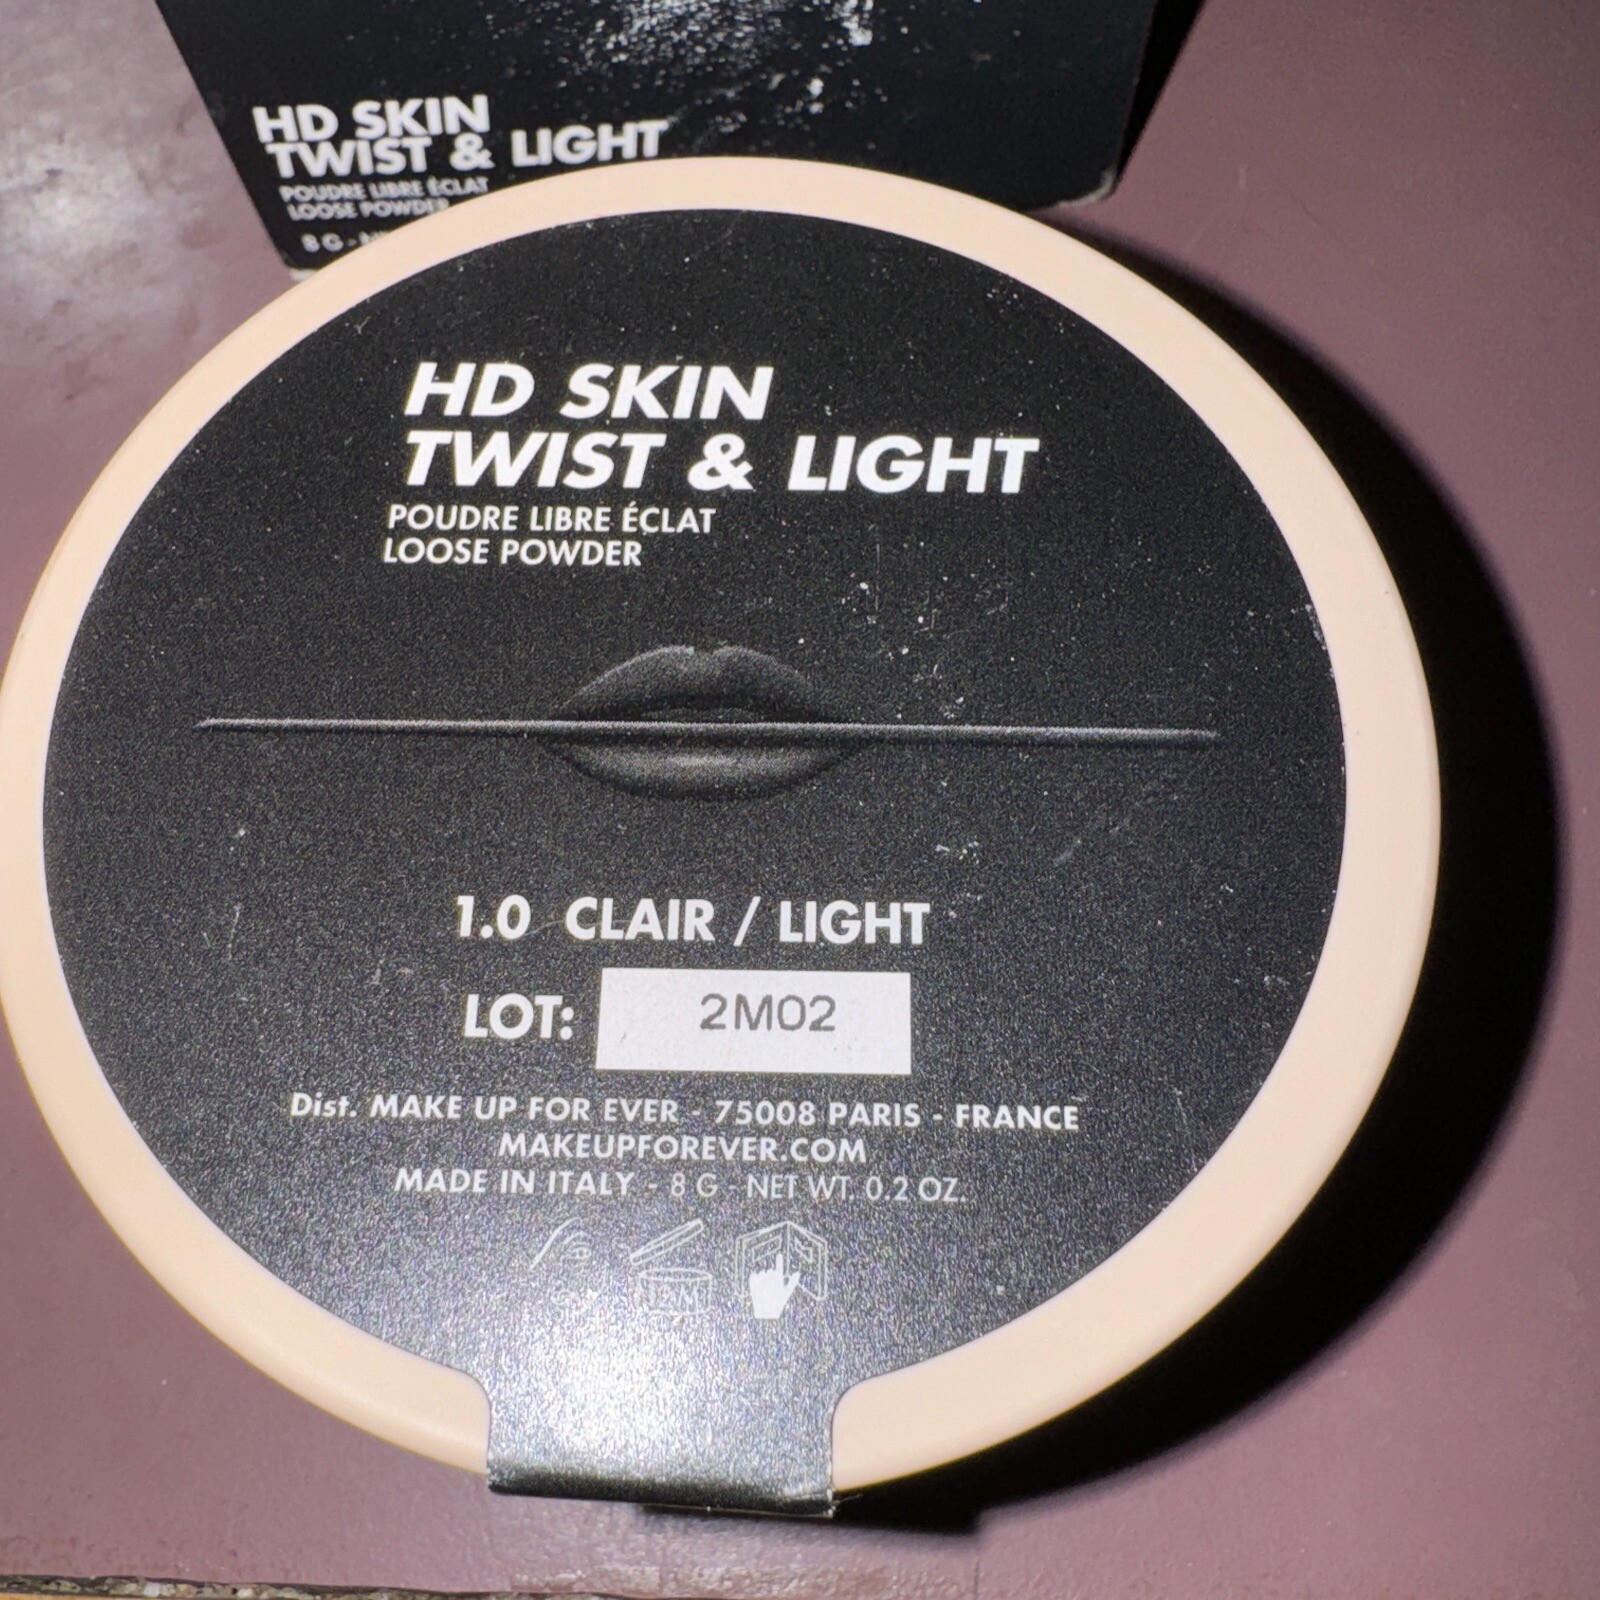 HD SKIN
TWIST & LIGHT
POUDRE LIBRE ÉCLAT
LOOSE POWDER
8 G -
HD SKIN
TWIST & LIGHT
POUDRE LIBRE ÉCLAT
LOOSE POWDER
1.0 CLAIR / LIGHT
LOT: 2M02
Dist. MAKE UP FOR EVER - 75008 PARIS - FRANCE
MAKEUPFOREVER.COM
MADE IN ITALY - 8 G - NET WT. 0.2 OZ.
12M